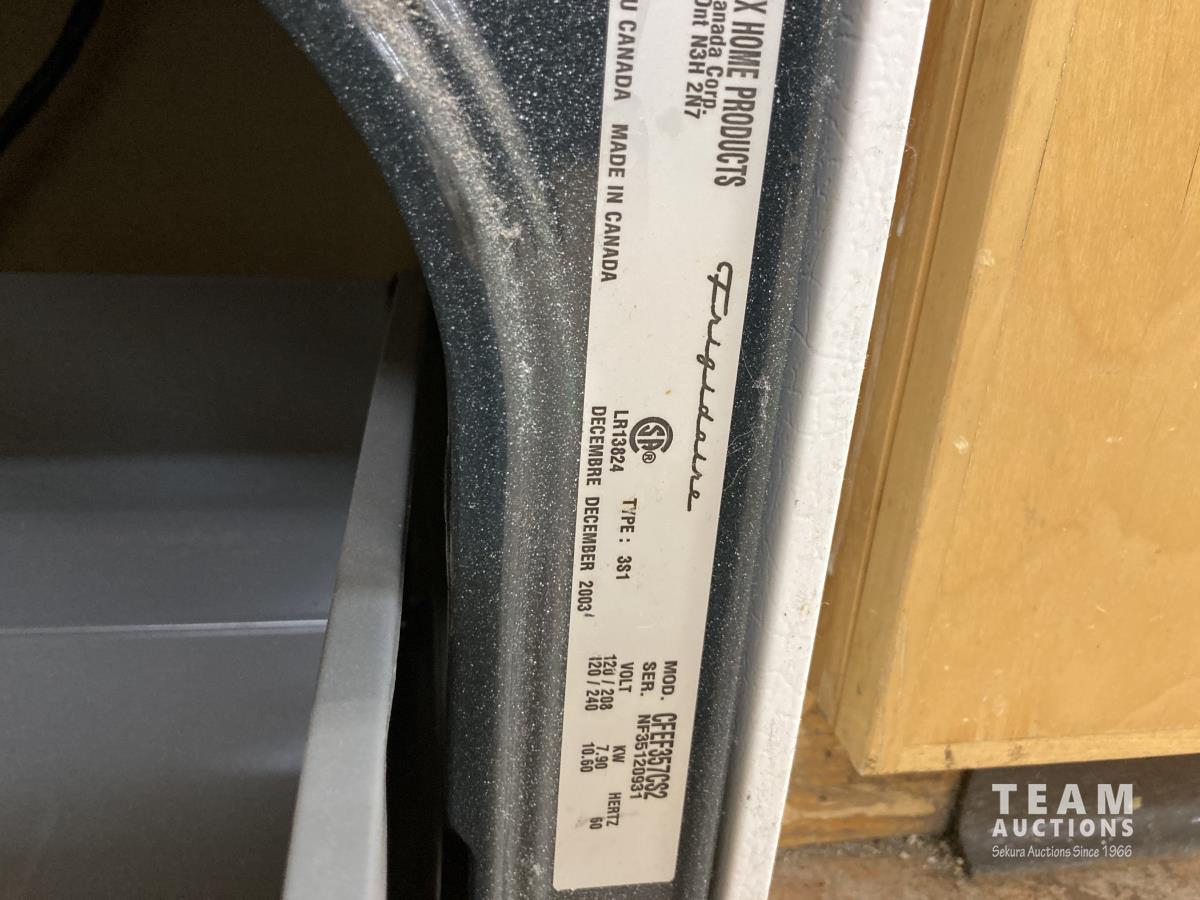 X HOME PRODUCTS
anada Corp.
Ont N3H 2N7
U CANADA MADE IN CANADA
Frigidaire
SA®
LR13824 TYPE : 3S1
DECEMBRE DECEMBER 2003
MOD. CFEF357CS2
SER. NF35120931
VOLT KW HERTZ
120 / 208 7.90 60
120 / 240 10.60
TEAM
AUCTIONS
Sekura Auctions Since 1966